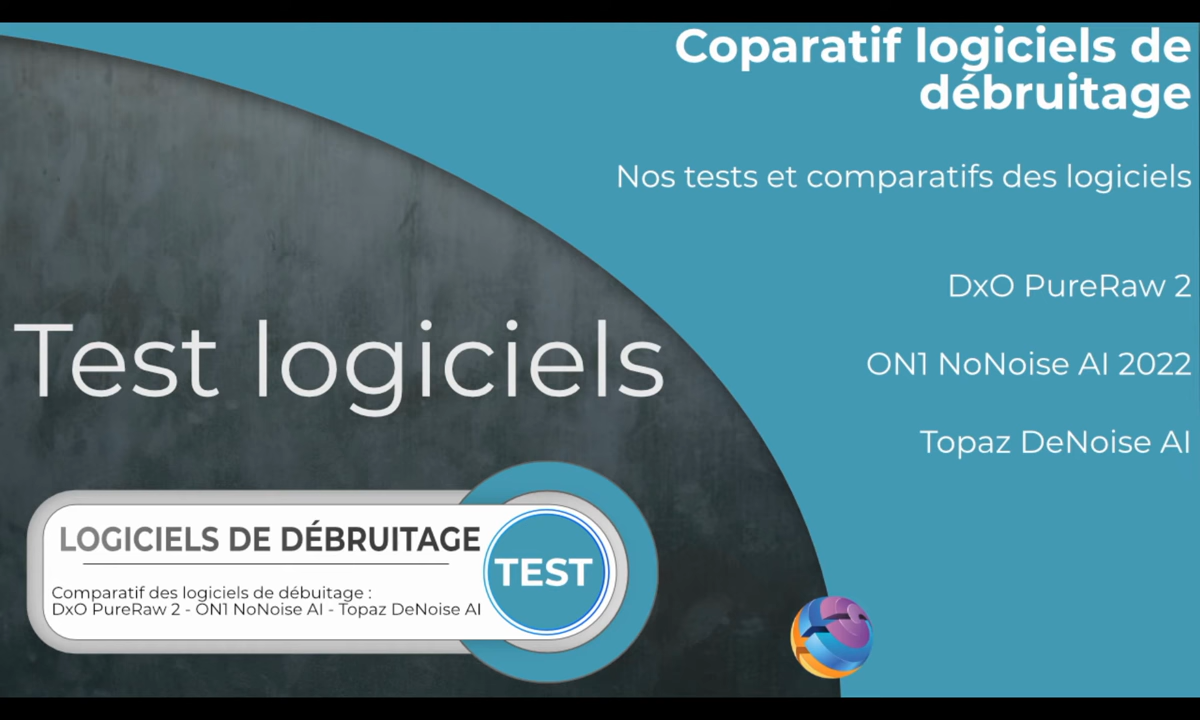 Coparatif logiciels de
débruitage
Nos tests et comparatifs des logiciels
DxO PureRaw 2
ON1 NoNoise AI 2022
Topaz DeNoise AI
Test logiciels
LOGICIELS DE DÉBRUITAGE
TEST
Comparatif des logiciels de débuitage :
DxO PureRaw 2 - ON1 NoNoise AI - Topaz DeNoise AI